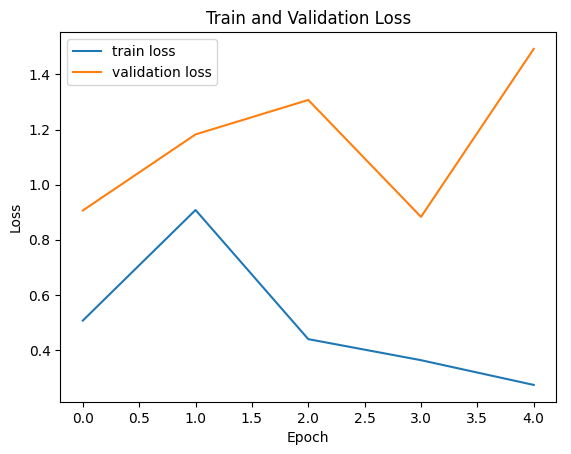 Train and Validation Loss
train loss
validation loss
Loss
1.4
1.2
1.0
0.8
0.6
0.4
0.0 0.5 1.0 1.5 2.0 2.5 3.0 3.5 4.0
Epoch